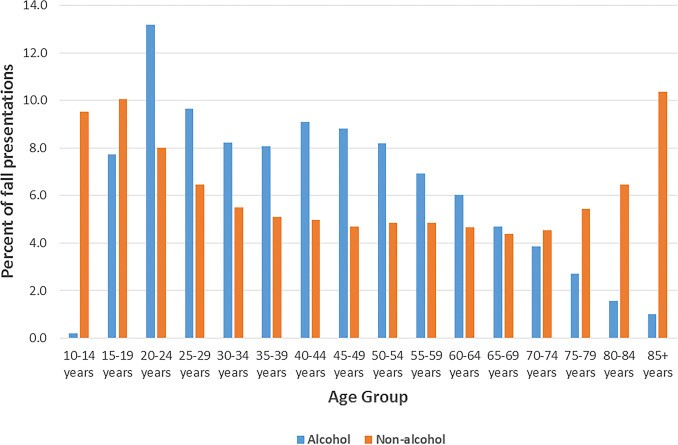 Percent of fall presentations
14.0
12.0
10.0
8.0
6.0
4.0
2.0
0.0
10-14 15-19 20-24 25-29 30-34 35-39 40-44 45-49 50-54 55-59 60-64 65-69 70-74 75-79 80-84 85+
years years years years years years years years years years years years years years years years
Age Group
Alcohol Non-alcohol